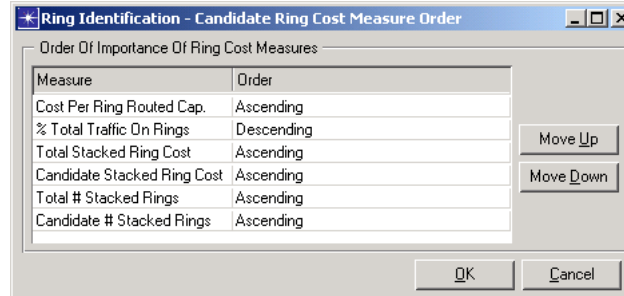 Ring Identification - Candidate Ring Cost Measure Order
Order Of Importance Of Ring Cost Measures
Measure Order
Cost Per Ring Routed Cap. Ascending
% Total Traffic On Rings Descending
Total Stacked Ring Cost Ascending
Candidate Stacked Ring Cost Ascending
Total # Stacked Rings Ascending
Candidate # Stacked Rings Ascending
Move Up
Move Down
OK Cancel